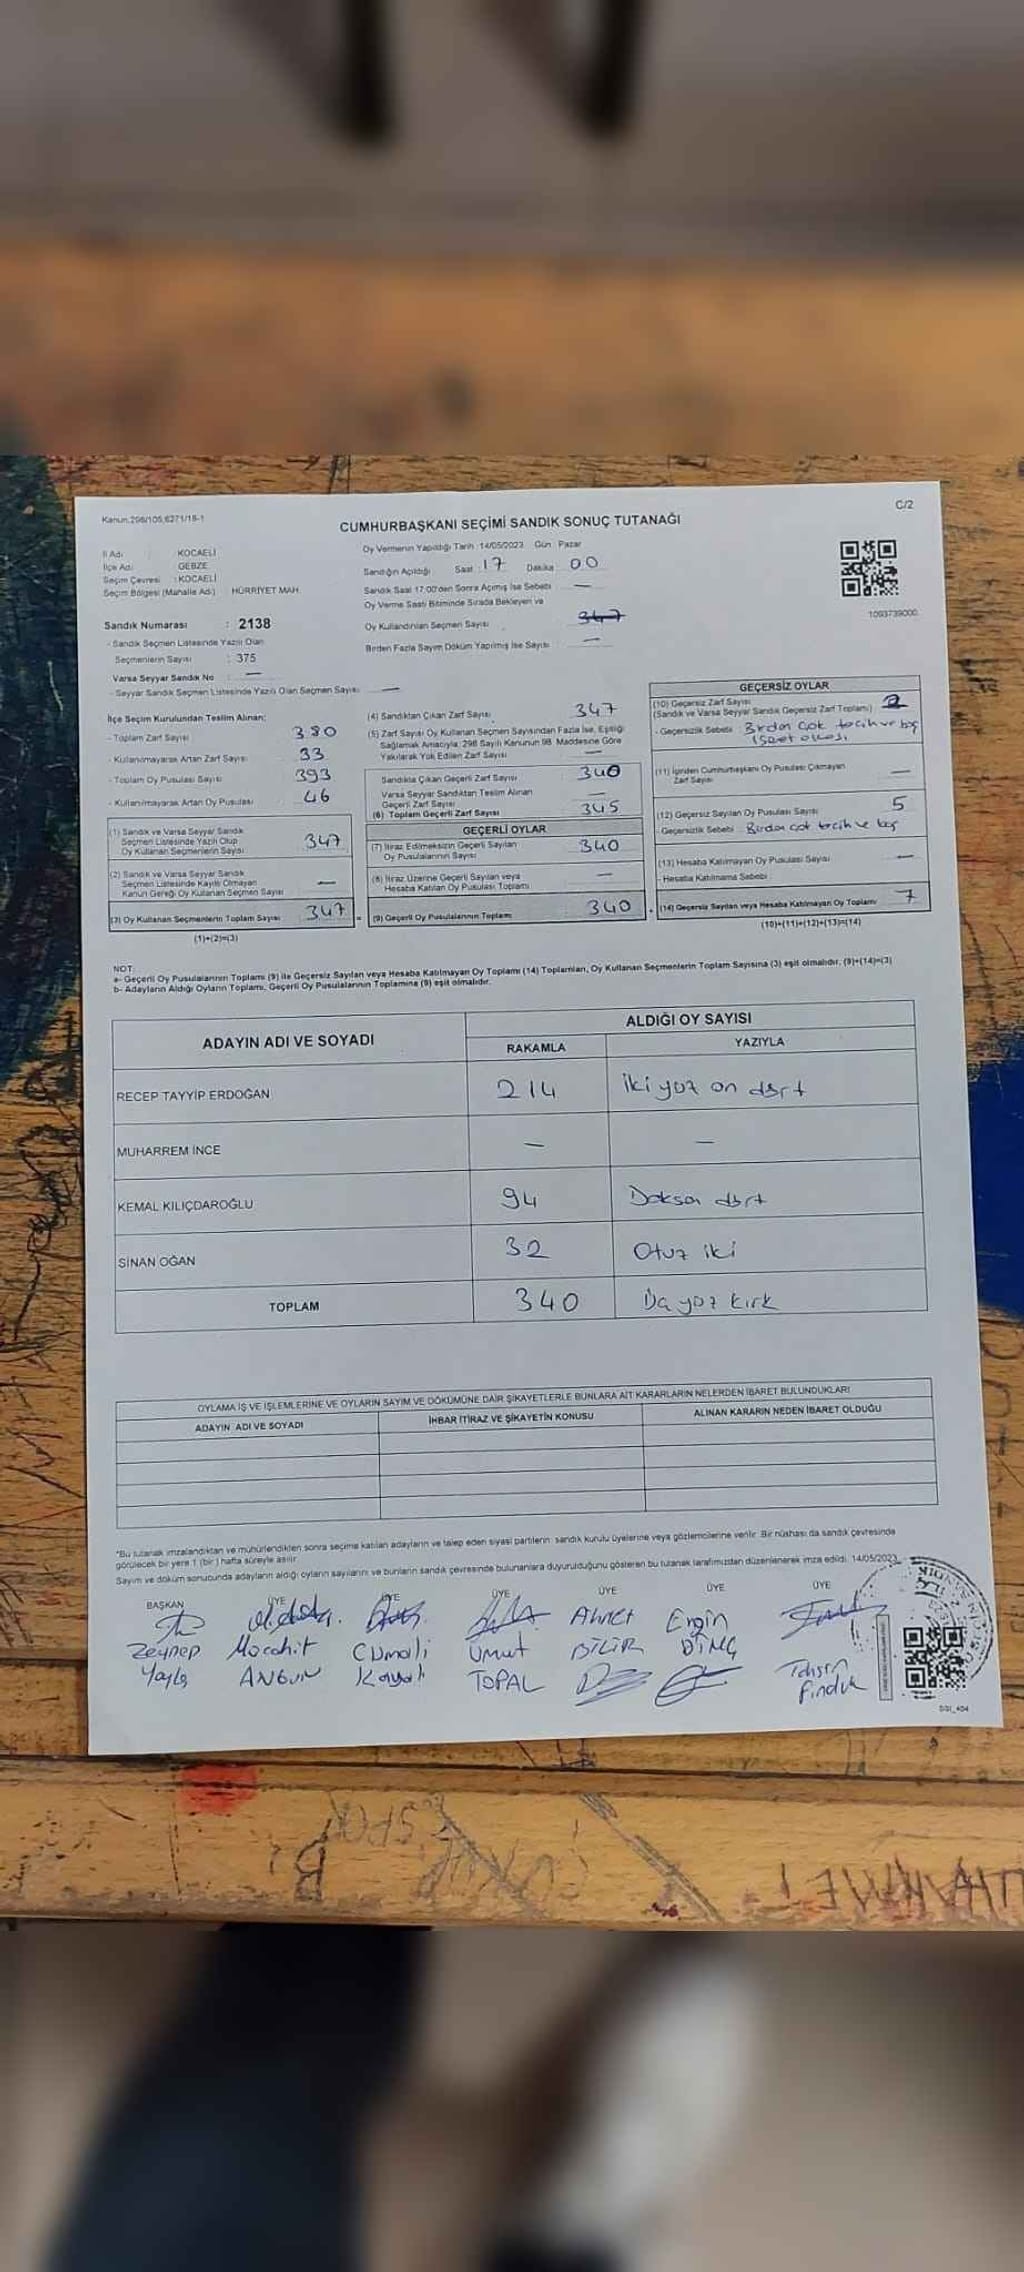 Kanun:298/105,6271/18-1
C/2
CUMHURBAŞKANI SEÇİMİ SANDIK SONUÇ TUTANAĞI
İl Adı : KOCAELİ
İlçe Adı : GEBZE
Seçim Çevresi : KOCAELİ
Seçim Bölgesi (Mahalle Adı) HÜRRİYET MAH.
Sandık Numarası : 2138
- Sandık Seçmen Listesinde Yazılı Olan
Seçmenlerin Sayısı : 375
Varsa Seyyar Sandık No —
- Seyyar Sandık Seçmen Listesinde Yazılı Olan Seçmen Sayısı —
Oy Vermenin Yapıldığı Tarih :14/05/2023 Gün : Pazar
Sandığın Açıldığı Saat : 17 Dakika 00
Sandık Saat 17:00'den Sonra Açımış İse Sebebi : —
Oy Verme Saati Bitiminde Sırada Bekleyen ve
Oy Kullandırılan Seçmen Sayısı : 347
Birden Fazla Sayım Döküm Yapılmış İse Sayısı : —
1093739000
İlçe Seçim Kurulundan Teslim Alınan:
- Toplam Zarf Sayısı 380
- Kullanılmayarak Artan Zarf Sayısı 33
- Toplam Oy Pusulası Sayısı 393
- Kullanılmayarak Artan Oy Pusulası 46
(1) Sandık ve Varsa Seyyar Sandık
Seçmen Listesinde Yazılı Olup
Oy Kullanan Seçmenlerin Sayısı 347
(2) Sandık ve Varsa Seyyar Sandık
Seçmen Listesinde Kayıtlı Olmayan
Kanun Gereği Oy Kullanan Seçmen Sayısı —
(3) Oy Kullanan Seçmenlerin Toplam Sayısı 347 =
(1)+(2)=(3)
(4) Sandıktan Çıkan Zarf Sayısı 347
(5) Zarf Sayısı Oy Kullanan Seçmen Sayısından Fazla İse, Eşitliği
Sağlamak Amacıyla; 298 Sayılı Kanunun 98. Maddesine Göre
Yakılarak Yok Edilen Zarf Sayısı —
Sandıkta Çıkan Geçerli Zarf Sayısı 340
Varsa Seyyar Sandıktan Teslim Alınan
Geçerli Zarf Sayısı —
(6) Toplam Geçerli Zarf Sayısı 345
GEÇERLİ OYLAR
(7) İtiraz Edilmeksizin Geçerli Sayılan
Oy Pusulalarının Sayısı 340
(8) İtiraz Üzerine Geçerli Sayılan veya
Hesaba Katılan Oy Pusulası Toplamı —
(9) Geçerli Oy Pusulalarının Toplamı 340
GEÇERSİZ OYLAR
(10) Geçersiz Zarf Sayısı 2
(Sandık ve Varsa Seyyar Sandık Geçersiz Zarf Toplamı)
- Geçersizlik Sebebi : Birden çok tercih ve boş
(11) İçinden Cumhurbaşkanı Oy Pusulası Çıkmayan
Zarf Sayısı —
(12) Geçersiz Sayılan Oy Pusulası Sayısı 5
- Geçersizlik Sebebi : Birden çok tercih ve boş
(13) Hesaba Katılmayan Oy Pusulası Sayısı —
- Hesaba Katılmama Sebebi :
(14) Geçersiz Sayılan veya Hesaba Katılmayan Oy Toplamı 7
(10)+(11)+(12)+(13)=(14)
NOT:
a- Geçerli Oy Pusulalarının Toplamı (9) ile Geçersiz Sayılan veya Hesaba Katılmayan Oy Toplamı (14) Toplamları, Oy Kullanan Seçmenlerin Toplam Sayısına (3) eşit olmalıdır. (9)+(14)=(3)
b- Adayların Aldığı Oyların Toplamı, Geçerli Oy Pusulalarının Toplamına (9) eşit olmalıdır.
ADAYIN ADI VE SOYADI
ALDIĞI OY SAYISI
RAKAMLA YAZIYLA
RECEP TAYYİP ERDOĞAN 214 iki yüz on dört
MUHARREM İNCE — —
KEMAL KILIÇDAROĞLU 94 Doksan dört
SİNAN OĞAN 32 Otuz iki
TOPLAM 340 Üç yüz kırk
OYLAMA İŞ VE İŞLEMLERİNE VE OYLARIN SAYIM VE DÖKÜMÜNE DAİR ŞİKAYETLERLE BUNLARA AİT KARARLARIN NELERDEN İBARET BULUNDUKLARI
ADAYIN ADI VE SOYADI İHBAR İTİRAZ VE ŞİKAYETİN KONUSU ALINAN KARARIN NEDEN İBARET OLDUĞU
*Bu tutanak imzalandıktan ve mühürlendikten sonra seçime katılan adayların ve talep eden siyasi partilerin sandık kurulu üyelerine veya gözlemcilerine verilir. Bir nüshası da sandık çevresinde
görülecek bir yere 1 (bir) hafta süreyle asılır.
Sayım ve döküm sonucunda adayların aldığı oyların sayılarını ve bunların sandık çevresinde bulunanlara duyurulduğunu gösteren bu tutanak tarafımızdan düzenlenerek imza edildi. 14/05/2023
BAŞKAN ÜYE ÜYE ÜYE ÜYE ÜYE ÜYE
Zeynep Yayla
Mücahit ANGUN
Cumali Kayalı
Umut TOPAL
Ahmet BİLİR
Engin DİNÇ
Tahsin Fındık